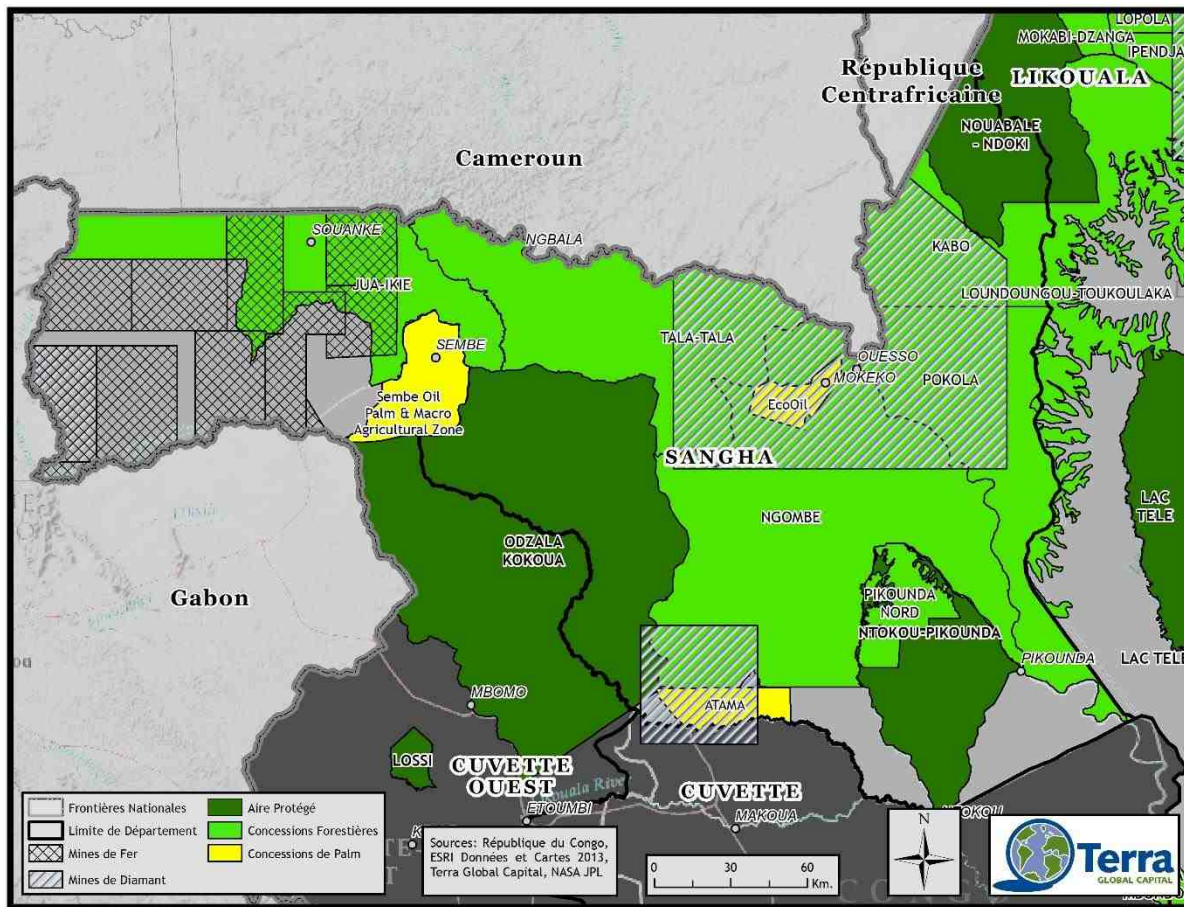 LOPOLA
MOKABI-DZANGA
IPENDJA
République
Centrafricaine
LIKOUALA
NOUABALE
- NDOKI
Cameroun
SOUANKE
NGBALA
KABO
JUA-IKIE
LOUNDOUNGOU-TOUKOULAKA
TALA-TALA
SEMBE
OUESSO
MOKEKO
POKOLA
Sembe Oil
Palm & Macro
Agricultural Zone
EcoOil
SANGHA
LAC
TELE
NGOMBE
ODZALA
KOKOUA
Gabon
PIKOUNDA
NORD
NTOKOU-PIKOUNDA
PIKOUNDA
LAC TELE
MBOMO
ATAMA
LOSSI
CUVETTE
OUEST
CUVETTE
ETOUMBI
MAKOUA
Frontières Nationales
Limite de Département
Mines de Fer
Mines de Diamant
Aire Protégé
Concessions Forestières
Concessions de Palm
Sources: République du Congo,
ESRI Données et Cartes 2013,
Terra Global Capital, NASA JPL
0 30 60
Km.
N
Terra
GLOBAL CAPITAL